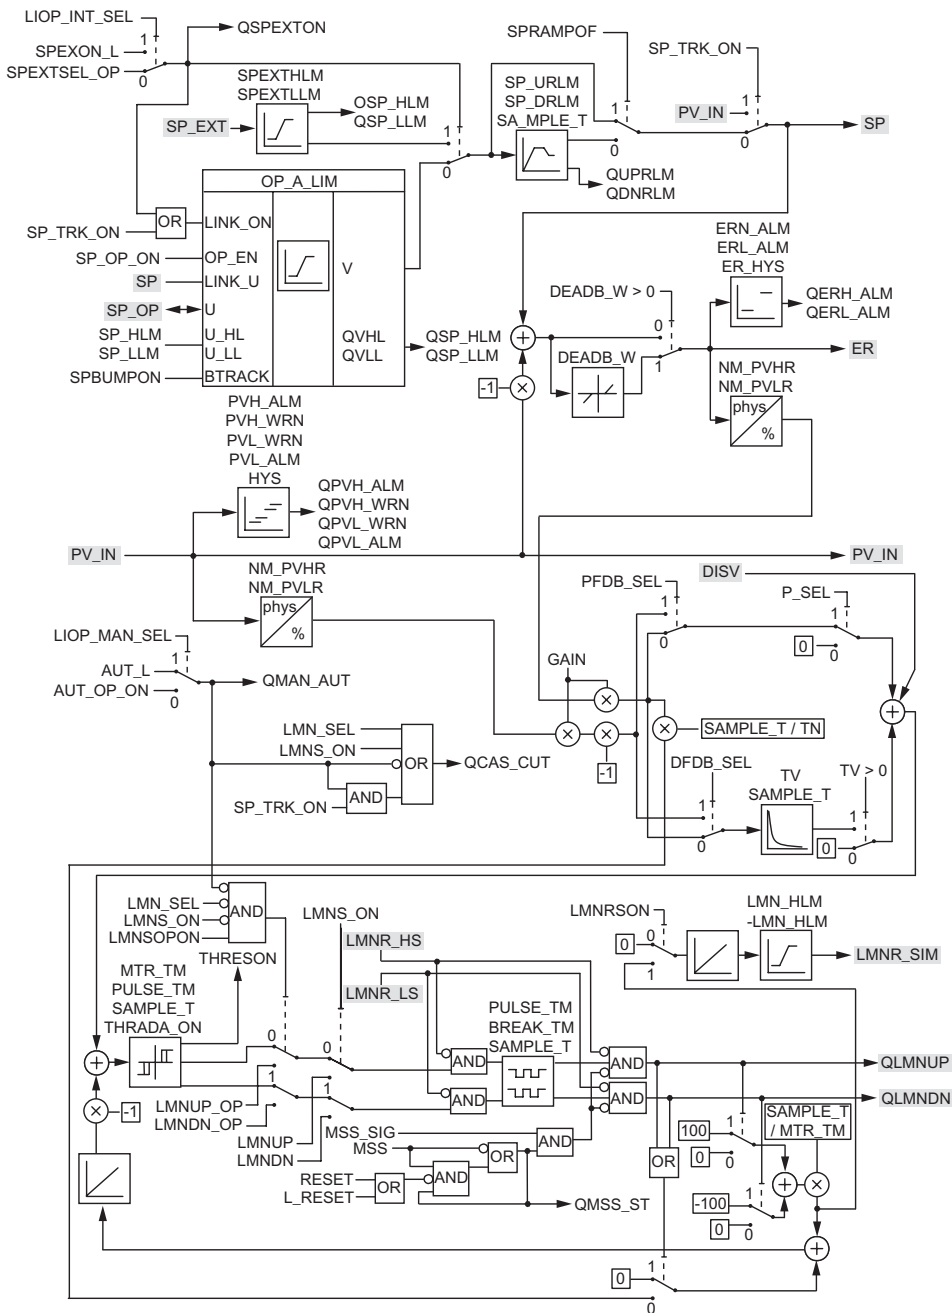 LIOP_INT_SEL
1
QSPEXTON
SPEXON_L
SPEXTSEL_OP
0
SPRAMPOF
SP_TRK_ON
SPEXTHLM
SPEXTLLM
OSP_HLM
QSP_LLM
SP_EXT
1
0
SP_URLM
SP_DRLM
SA_MPLE_T
1
0
PV_IN
1
0
SP
QUPRLM
QDNRLM
OP_A_LIM
OR
LINK_ON
SP_TRK_ON
SP_OP_ON
OP_EN
V
SP
LINK_U
SP_OP
U
SP_HLM
U_HL
QVHL
QSP_HLM
SP_LLM
U_LL
QVLL
QSP_LLM
SPBUMPON
BTRACK
ERN_ALM
ERL_ALM
ER_HYS
QERH_ALM
QERL_ALM
DEADB_W > 0
0
+
DEADB_W
1
ER
-1
×
NM_PVHR
NM_PVLR
phys
%
PVH_ALM
PVH_WRN
PVL_WRN
PVL_ALM
HYS
QPVH_ALM
QPVH_WRN
QPVL_WRN
QPVL_ALM
PV_IN
PV_IN
NM_PVHR
NM_PVLR
phys
%
DISV
PFDB_SEL
1
0
P_SEL
1
0
0
LIOP_MAN_SEL
1
AUT_L
AUT_OP_ON
0
QMAN_AUT
GAIN
×
×
×
-1
×
SAMPLE_T / TN
+
LMN_SEL
LMNS_ON
OR
QCAS_CUT
AND
SP_TRK_ON
DFDB_SEL
1
0
TV
SAMPLE_T
TV > 0
1
0
0
LMN_SEL
LMNS_ON
LMNSOPON
AND
THRESON
LMNS_ON
LMNR_HS
LMNR_LS
LMNRSON
0
0
1
LMN_HLM
-LMN_HLM
LMNR_SIM
MTR_TM
PULSE_TM
SAMPLE_T
THRADA_ON
+
×
-1
0
0
1
1
LMNUP_OP
LMNDN_OP
LMNUP
LMNDN
AND
AND
PULSE_TM
BREAK_TM
SAMPLE_T
AND
AND
QLMNUP
QLMNDN
MSS_SIG
MSS
AND
OR
AND
RESET
L_RESET
OR
QMSS_ST
OR
100
1
0
0
SAMPLE_T
/ MTR_TM
+
×
-100
1
0
0
+
0
1
0